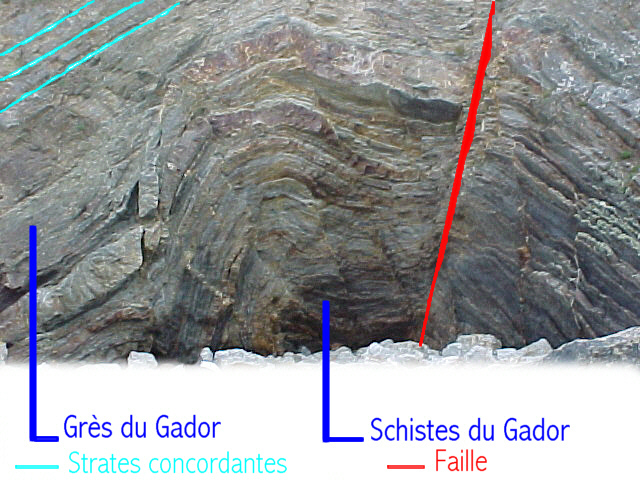 Grès du Gador
Schistes du Gador
Strates concordantes
Faille